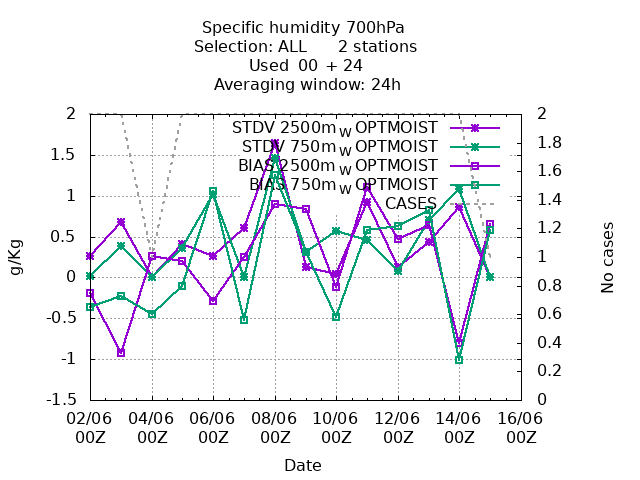 Specific humidity 700hPa
Selection: ALL 2 stations
Used 00 + 24
Averaging window: 24h
STDV 2500m W OPTMOIST
STDV 750m W OPTMOIST
BIAS 2500m W OPTMOIST
BIAS 750m W OPTMOIST
CASES
g/Kg
2
1.5
1
0.5
0
-0.5
-1
-1.5
No cases
2
1.8
1.6
1.4
1.2
1
0.8
0.6
0.4
0.2
0
02/06 04/06 06/06 08/06 10/06 12/06 14/06 16/06
00Z 00Z 00Z 00Z 00Z 00Z 00Z 00Z
Date